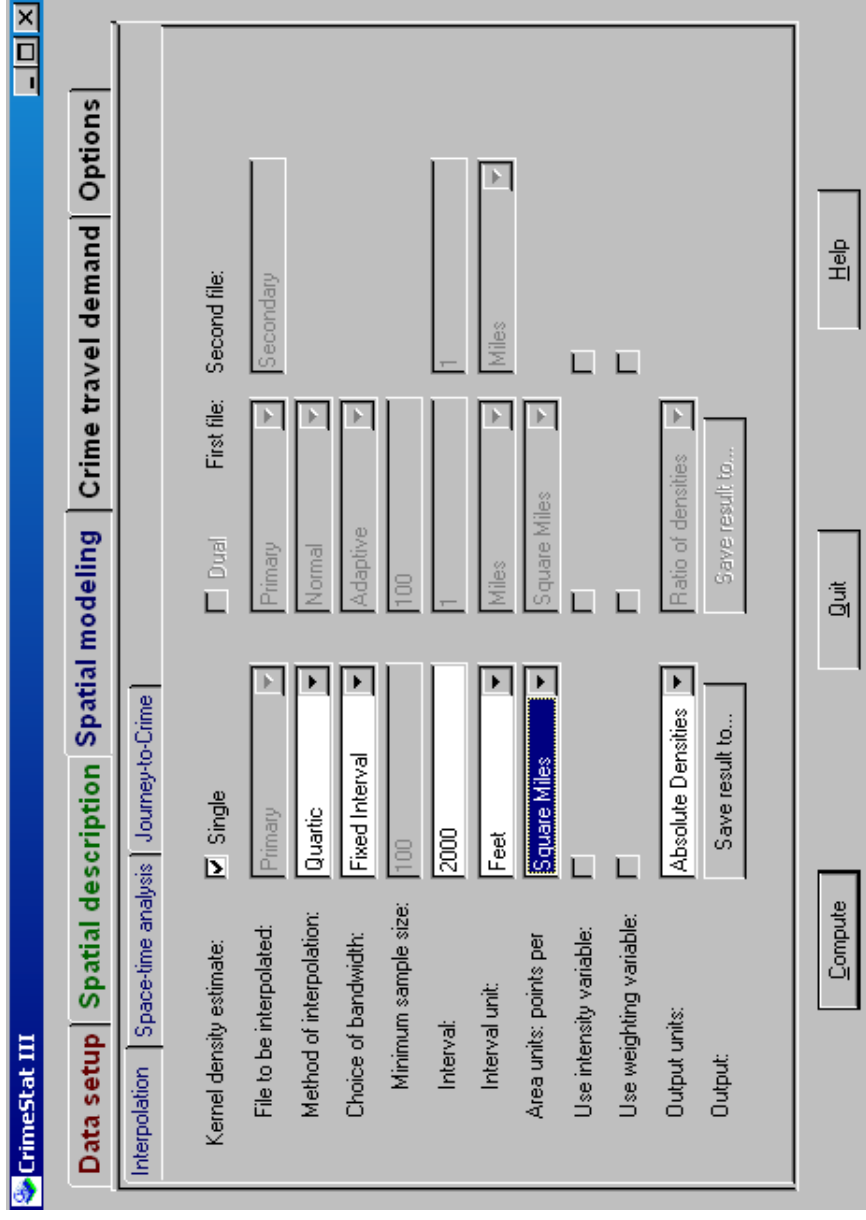 CrimeStat III
Data setup Spatial description Spatial modeling Crime travel demand Options
Interpolation Space-time analysis Journey-to-Crime
Kernel density estimate: Single Dual First file: Second file:
File to be interpolated: Primary Primary Secondary
Method of interpolation: Quartic Normal
Choice of bandwidth: Fixed Interval Adaptive
Minimum sample size: 100 100
Interval: 2000 1 1
Interval unit: Feet Miles Miles
Area units: points per Square Miles Square Miles
Use intensity variable:
Use weighting variable:
Output units: Absolute Densities Ratio of densities
Output: Save result to... Save result to...
Compute Quit Help